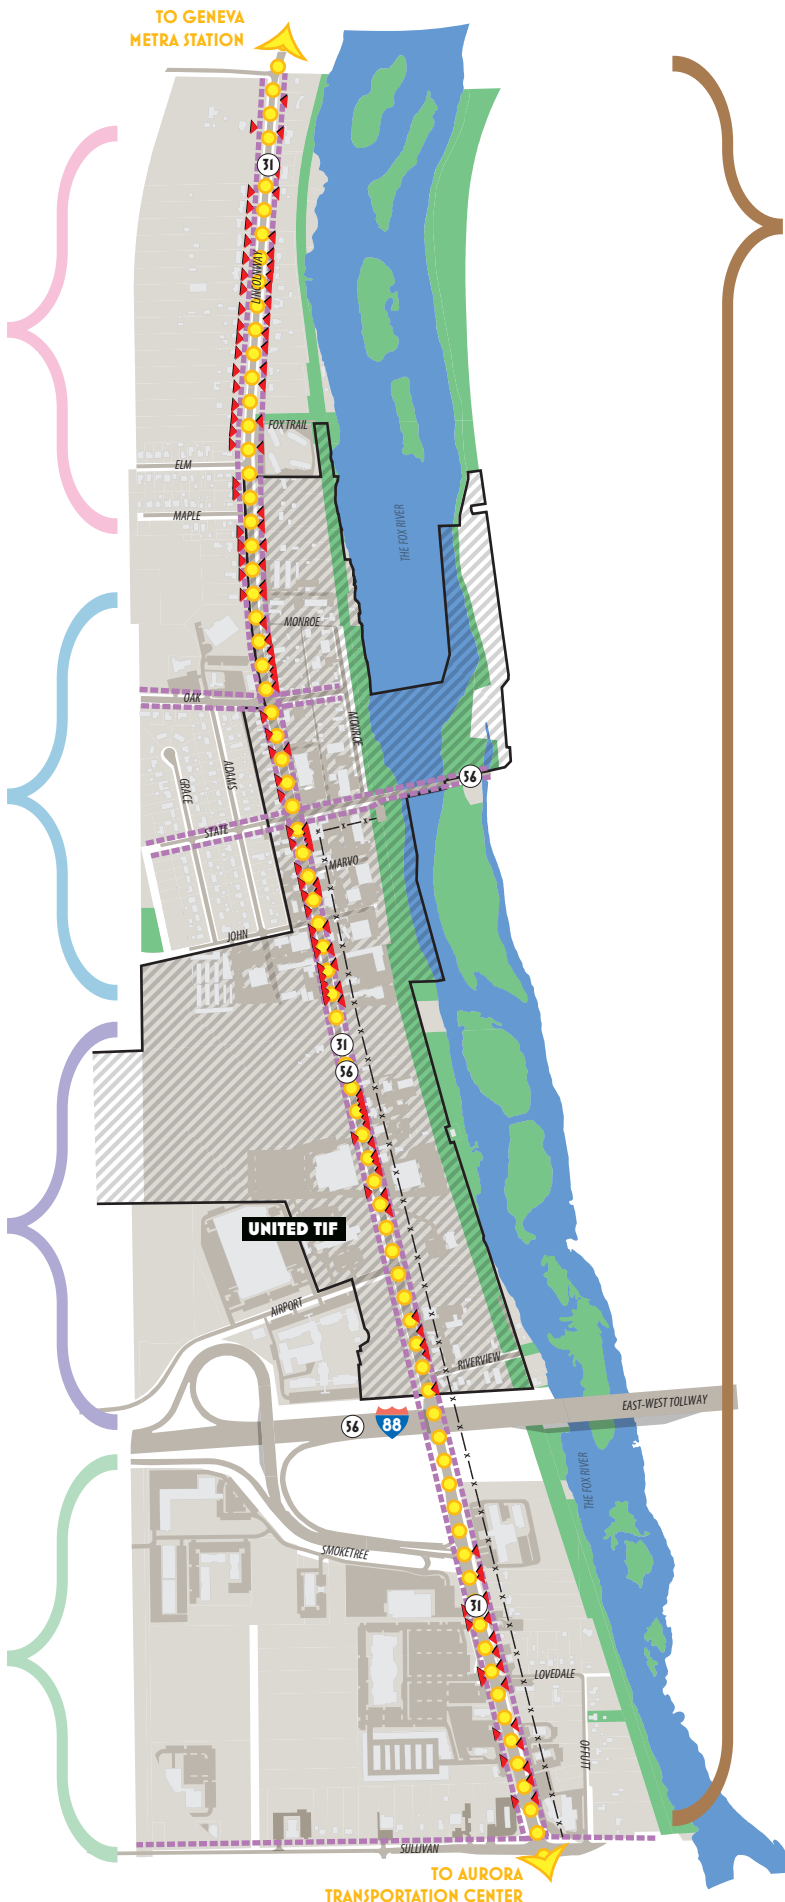 TO GENEVA
METRA STATION
31
LINCOLNWAY
FOX TRAIL
ELM
MAPLE
THE FOX RIVER
MONROE
OAK
MONROE
ADAMS
GRACE
56
STATE
MARVO
JOHN
31
56
UNITED TIF
AIRPORT
RIVERVIEW
EAST-WEST TOLLWAY
56
88
THE FOX RIVER
SMOKETREE
31
LOVEDALE
OFFUTT
SULLIVAN
TO AURORA
TRANSPORTATION CENTER